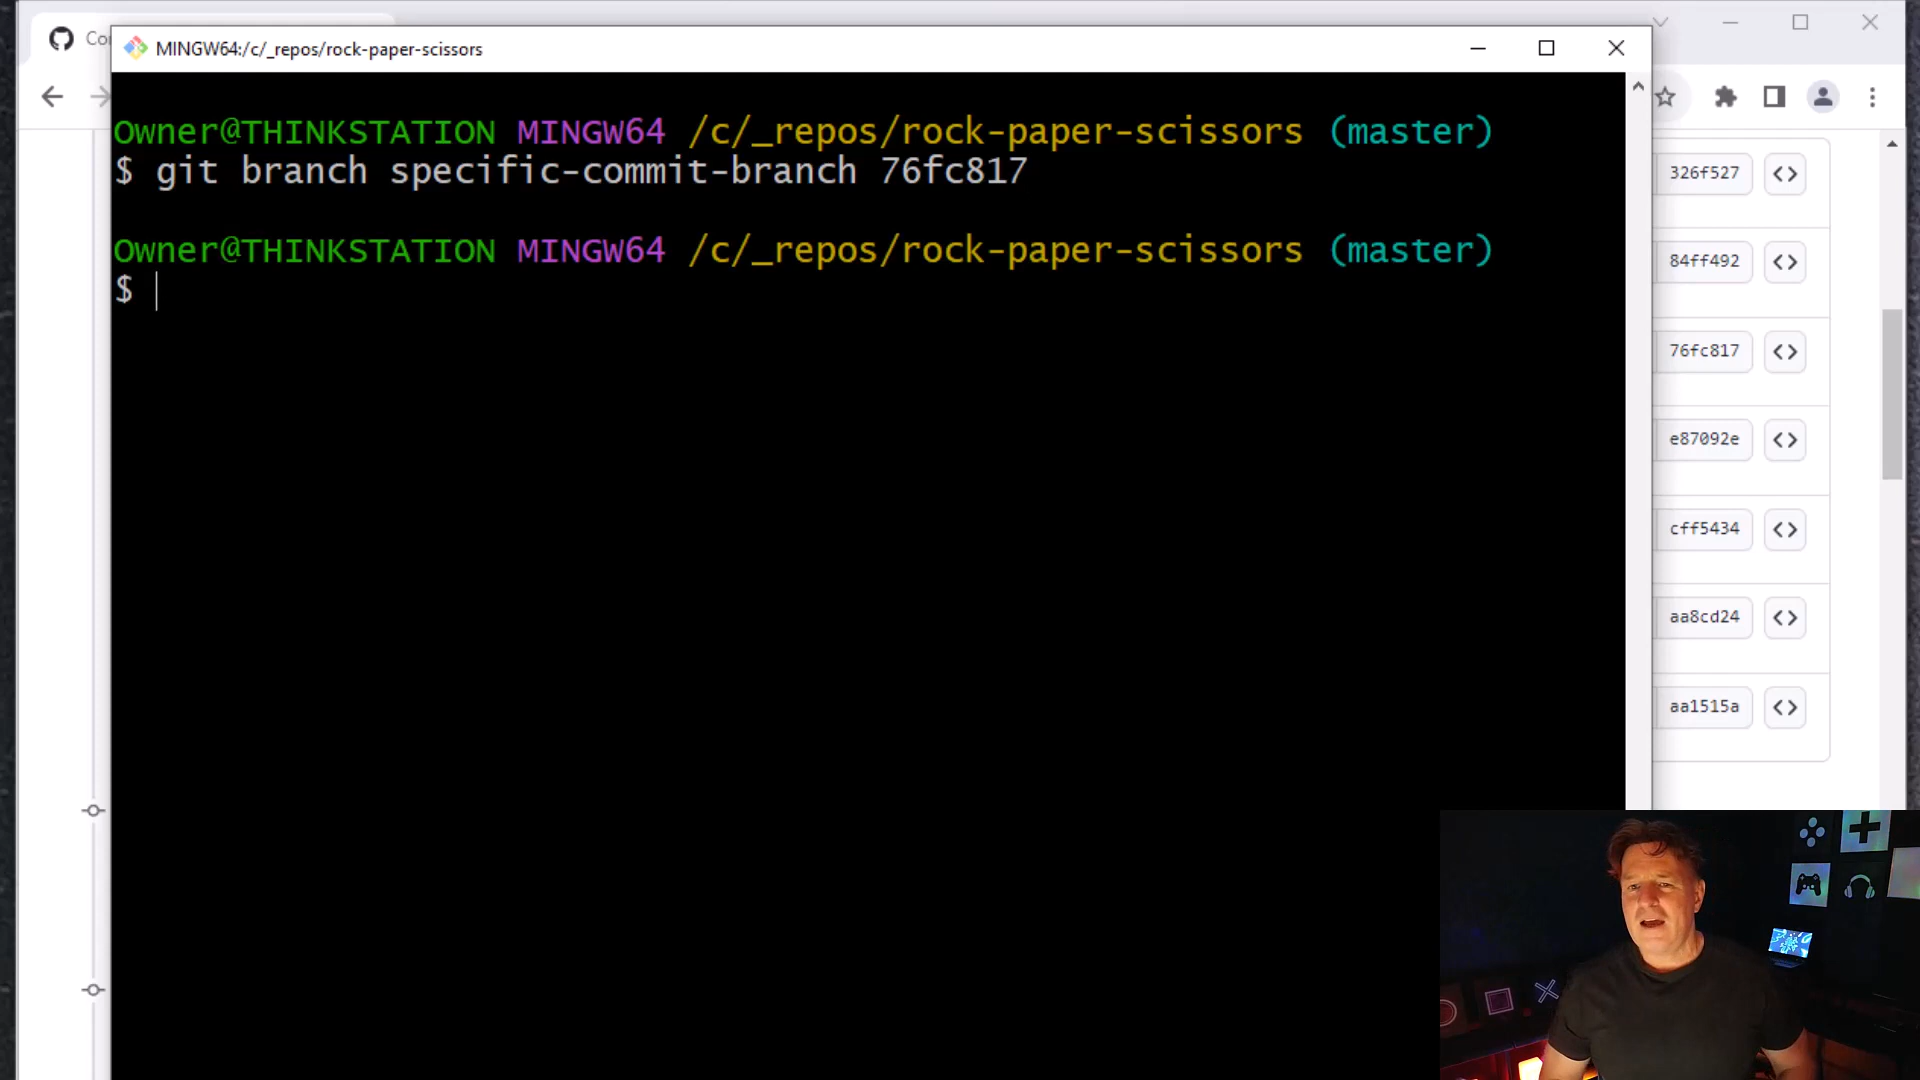 Co
MINGW64:/c/_repos/rock-paper-scissors
Owner@THINKSTATION MINGW64 /c/_repos/rock-paper-scissors (master)
$ git branch specific-commit-branch 76fc817
Owner@THINKSTATION MINGW64 /c/_repos/rock-paper-scissors (master)
$
326f527
84ff492
76fc817
e87092e
cff5434
aa8cd24
aa1515a